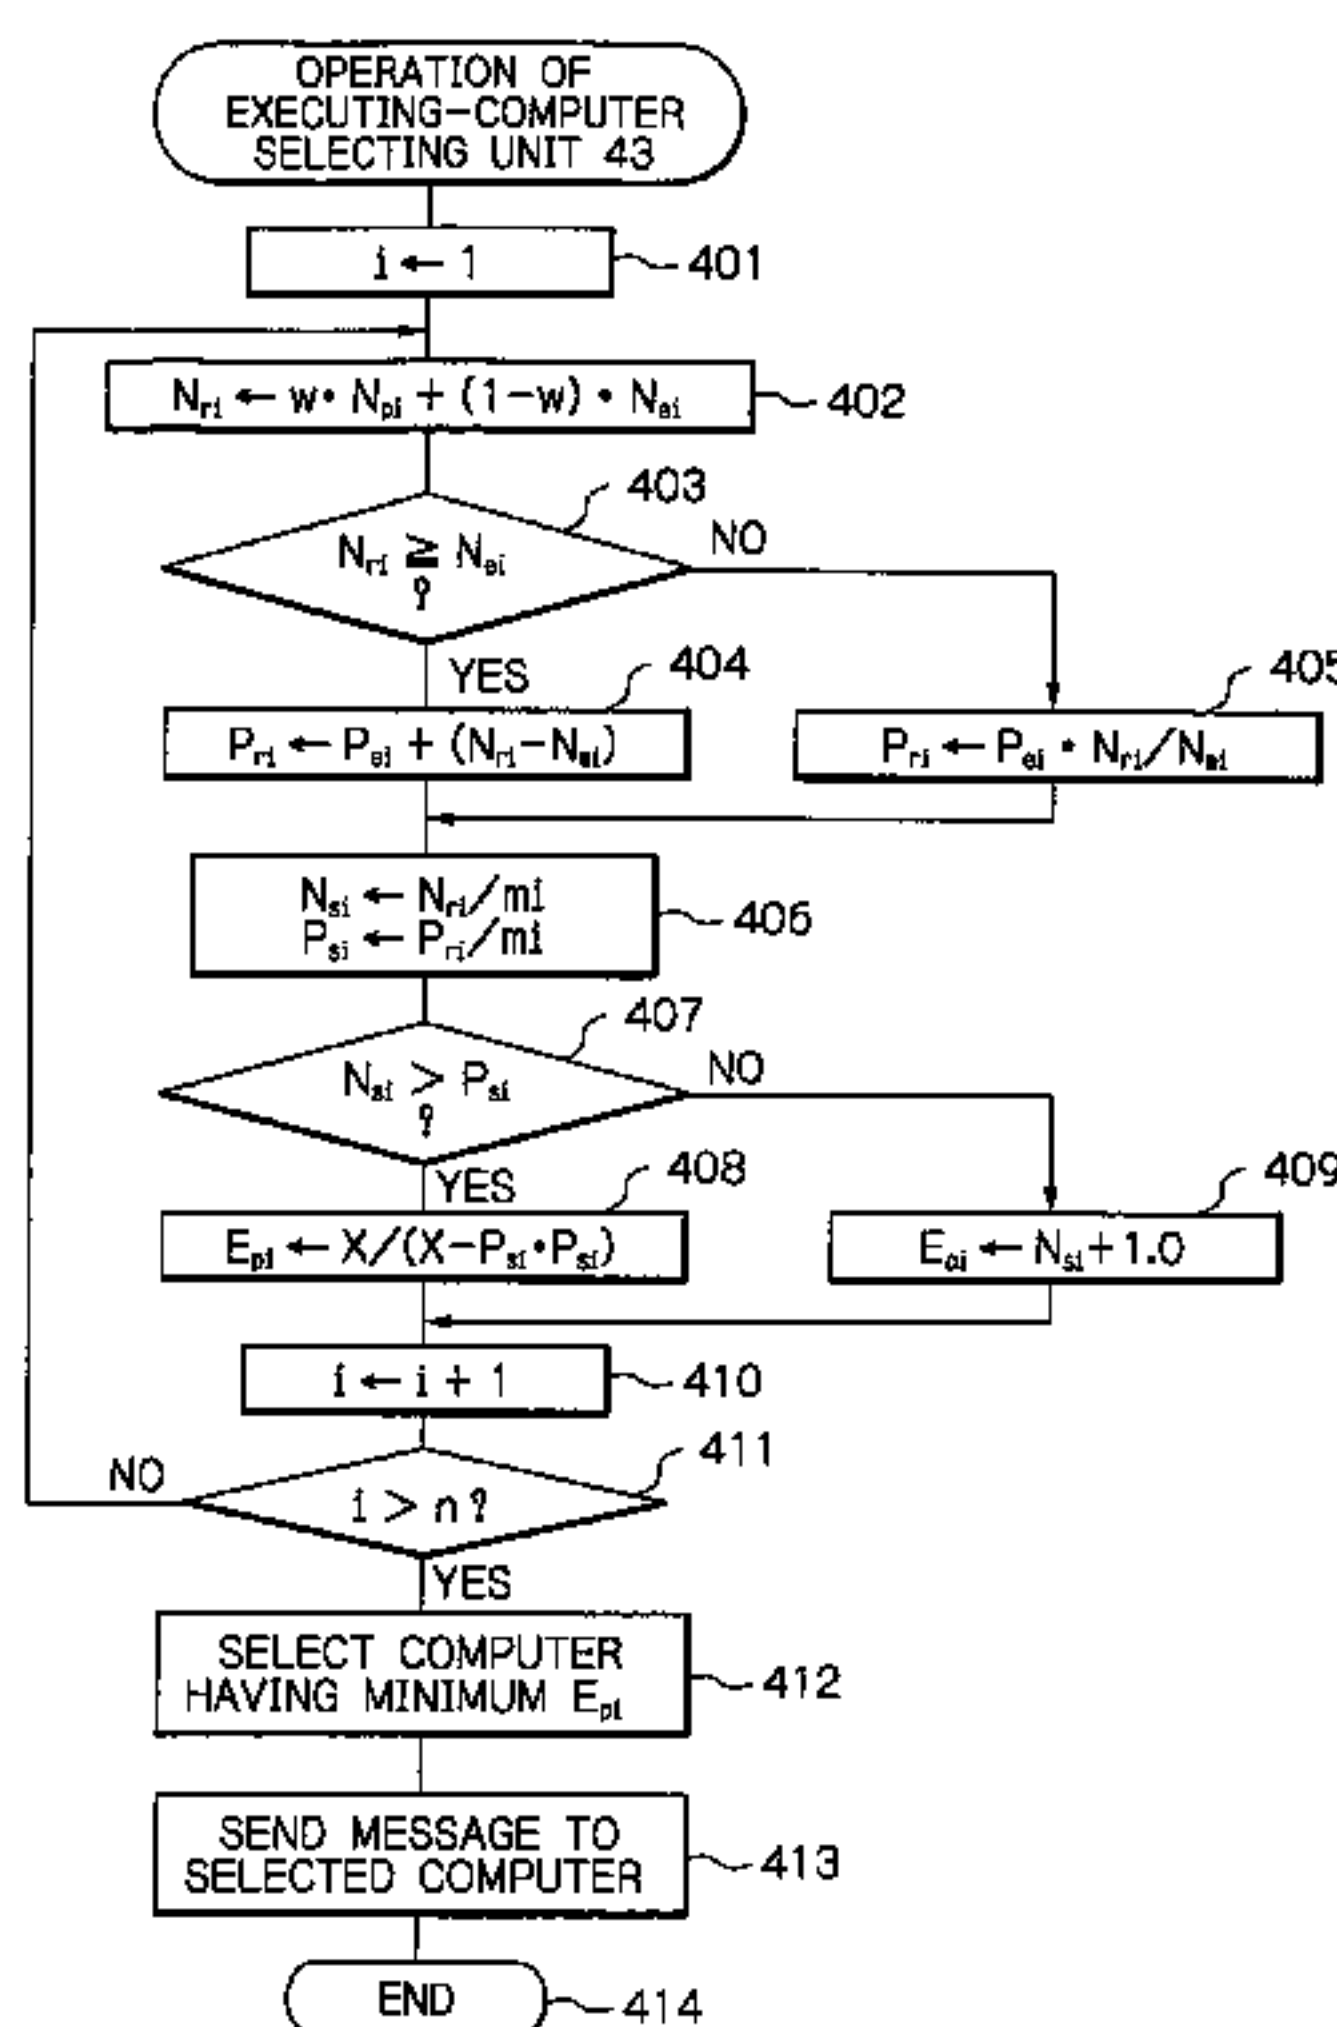 OPERATION OF
EXECUTING-COMPUTER
SELECTING UNIT 43
i ← 1
401
Nri ← w• Npi + (1-w) • Nei
402
403
Nri ≧ Nei
?
NO
YES
404
405
Pri ← Pei + (Nri-Nei)
Pri ← Pei • Nri/Nei
Nsi ← Nri/mi
Psi ← Pri/mi
406
407
Nsi > Psi
?
NO
YES
408
409
Epi ← X/(X-Psi•Psi)
Epi ← Nsi+1.0
i ← i + 1
410
411
NO
i > n ?
YES
SELECT COMPUTER
HAVING MINIMUM Epi
412
SEND MESSAGE TO
SELECTED COMPUTER
413
END
414